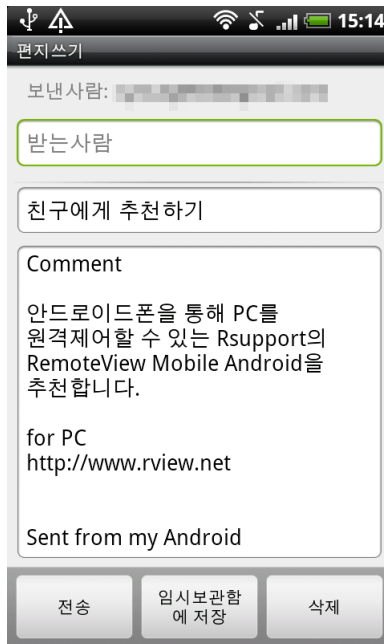 15:14
편지쓰기
보낸사람:
받는사람
친구에게 추천하기
Comment
안드로이드폰을 통해 PC를
원격제어할 수 있는 Rsupport의
RemoteView Mobile Android을
추천합니다.
for PC
http://www.rview.net
Sent from my Android
전송
임시보관함
에 저장
삭제